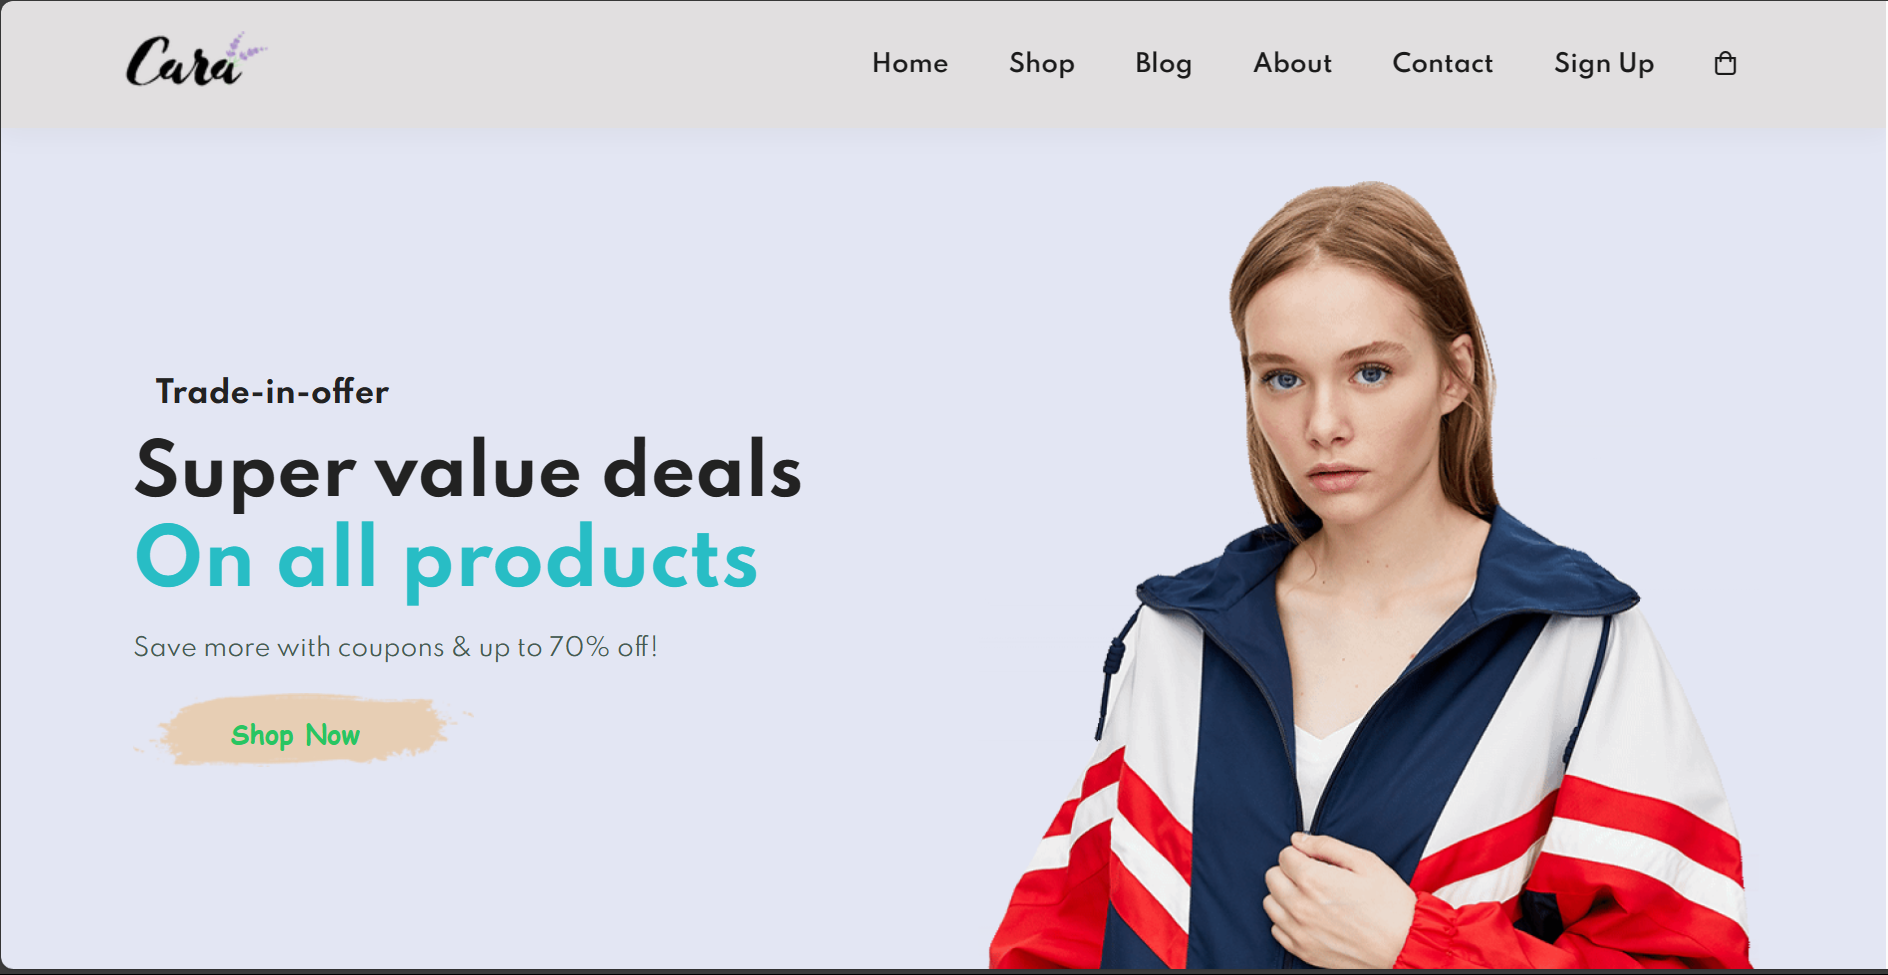 Cara
Home Shop Blog About Contact Sign Up
Trade-in-offer
Super value deals
On all products
Save more with coupons & up to 70% off!
Shop Now